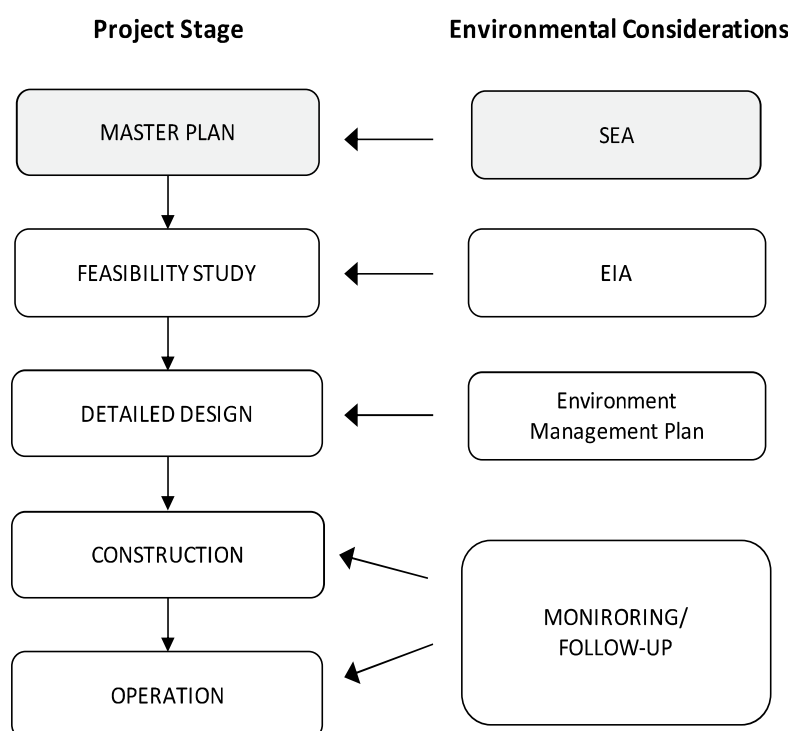 Project Stage
Environmental Considerations
MASTER PLAN
SEA
FEASIBILITY STUDY
EIA
DETAILED DESIGN
Environment
Management Plan
CONSTRUCTION
MONIRORING/
FOLLOW-UP
OPERATION